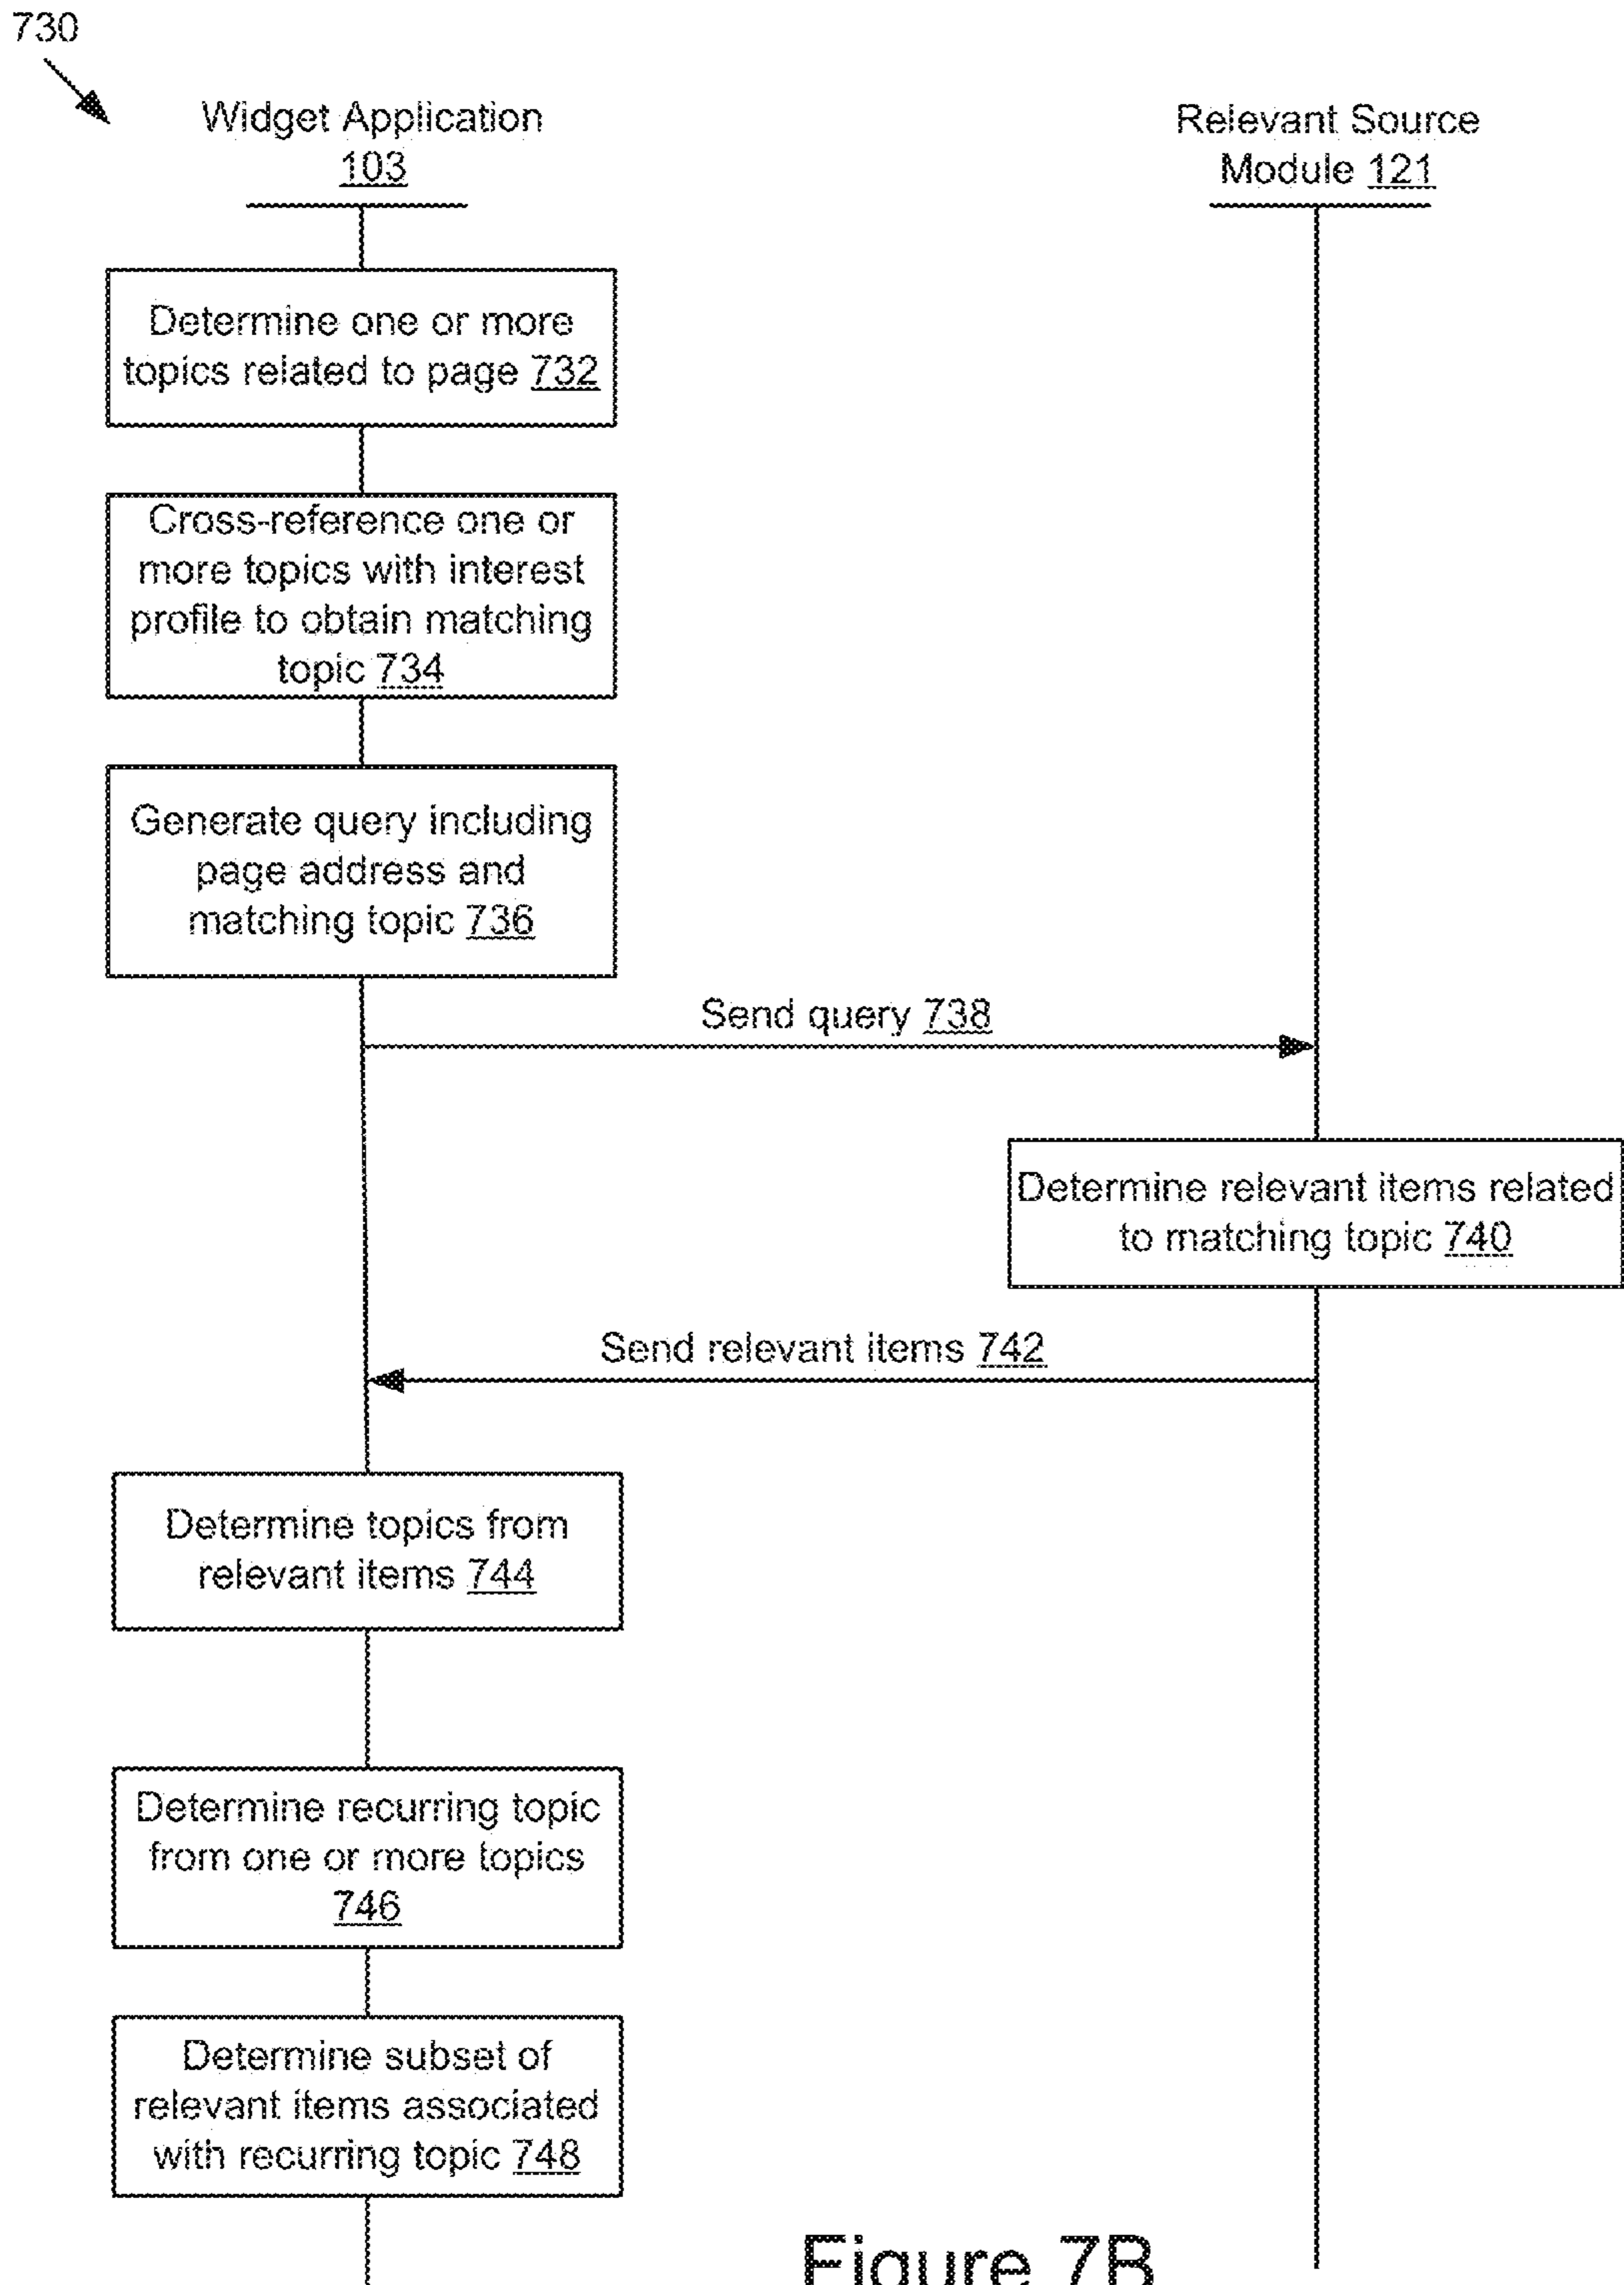 730
Widget Application
103
Relevant Source
Module 121
Determine one or more
topics related to page 732
Cross-reference one or
more topics with interest
profile to obtain matching
topic 734
Generate query including
page address and
matching topic 736
Send query 738
Determine relevant items related
to matching topic 740
Send relevant items 742
Determine topics from
relevant items 744
Determine recurring topic
from one or more topics
746
Determine subset of
relevant items associated
with recurring topic 748
Figure 7B